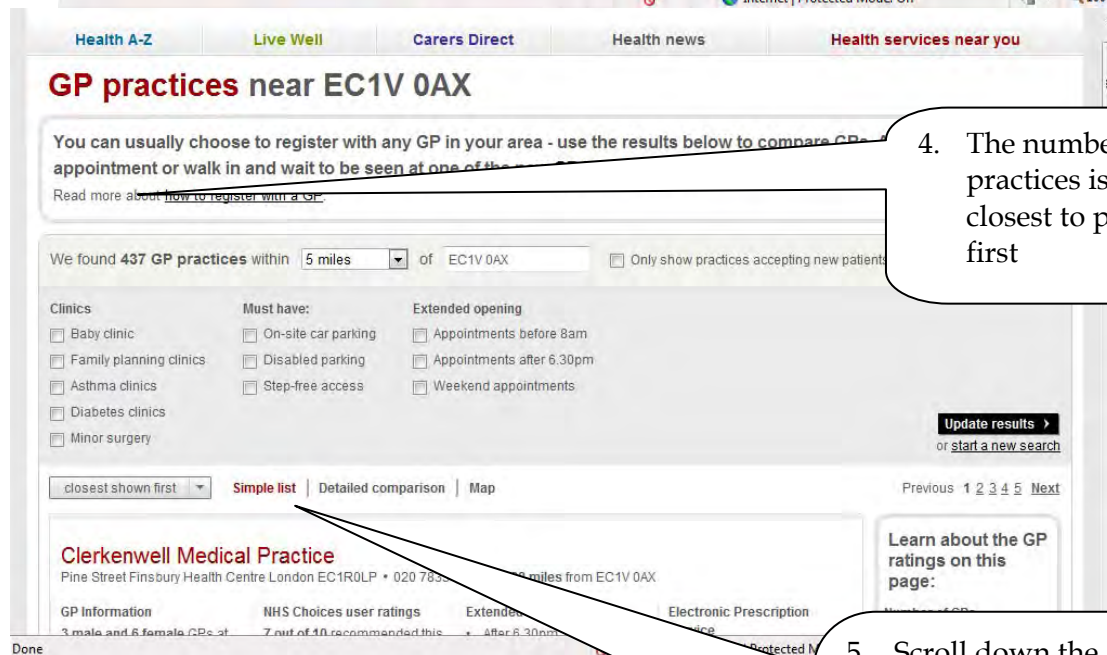 Internet | Protected Mode: Off
Health A-Z Live Well Carers Direct Health news Health services near you
GP practices near EC1V 0AX
You can usually choose to register with any GP in your area - use the results below to compare GPs.
appointment or walk in and wait to be seen at one of the new
Read more about how to register with a GP.
4. The numbe
practices is
closest to p
first
We found 437 GP practices within 5 miles of EC1V 0AX Only show practices accepting new patients
Clinics Must have: Extended opening
Baby clinic On-site car parking Appointments before 8am
Family planning clinics Disabled parking Appointments after 6.30pm
Asthma clinics Step-free access Weekend appointments
Diabetes clinics
Minor surgery
Update results >
or start a new search
closest shown first Simple list | Detailed comparison | Map Previous 1 2 3 4 5 Next
Clerkenwell Medical Practice
Pine Street Finsbury Health Centre London EC1R0LP • 020 783 miles from EC1V 0AX
GP Information NHS Choices user ratings Extended Electronic Prescription
3 male and 6 female GPs at 7 out of 10 recommended this • After 6.30pm
Learn about the GP
ratings on this
page:
Number of GPs
5. Scroll down the
Done Protected M